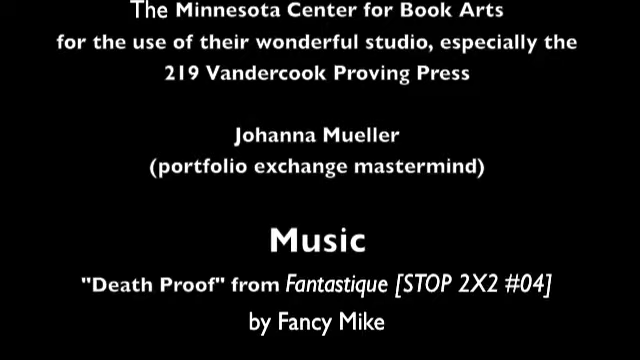 The Minnesota Center for Book Arts
for the use of their wonderful studio, especially the
219 Vandercook Proving Press
Johanna Mueller
(portfolio exchange mastermind)
Music
"Death Proof" from Fantastique [STOP 2X2 #04]
by Fancy Mike